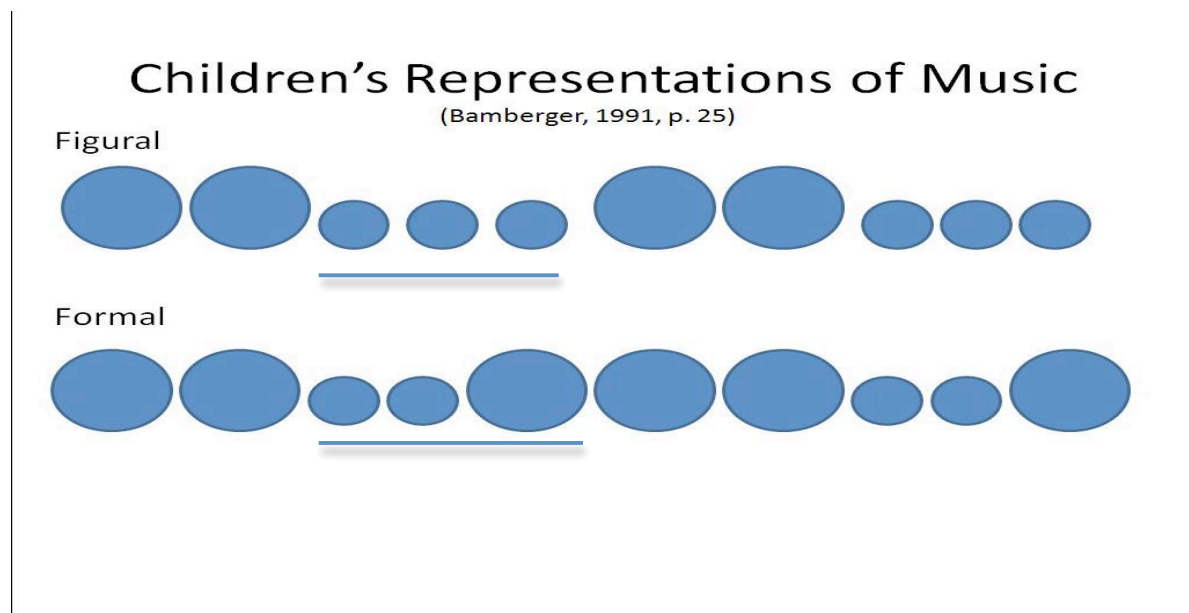 Children's Representations of Music
(Bamberger, 1991, p. 25)
Figural
Formal